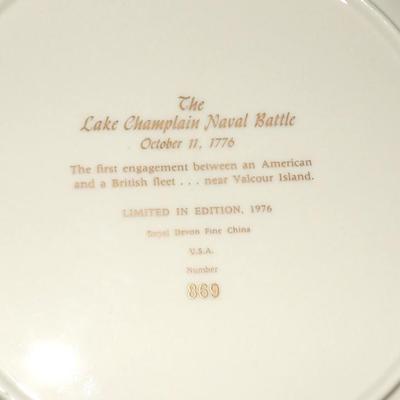 The
Lake Champlain Naval Battle
October 11, 1776
The first engagement between an American
and a British fleet . . . near Valcour Island.
LIMITED IN EDITION, 1976
Royal Devon Fine China
U.S.A.
Number
869